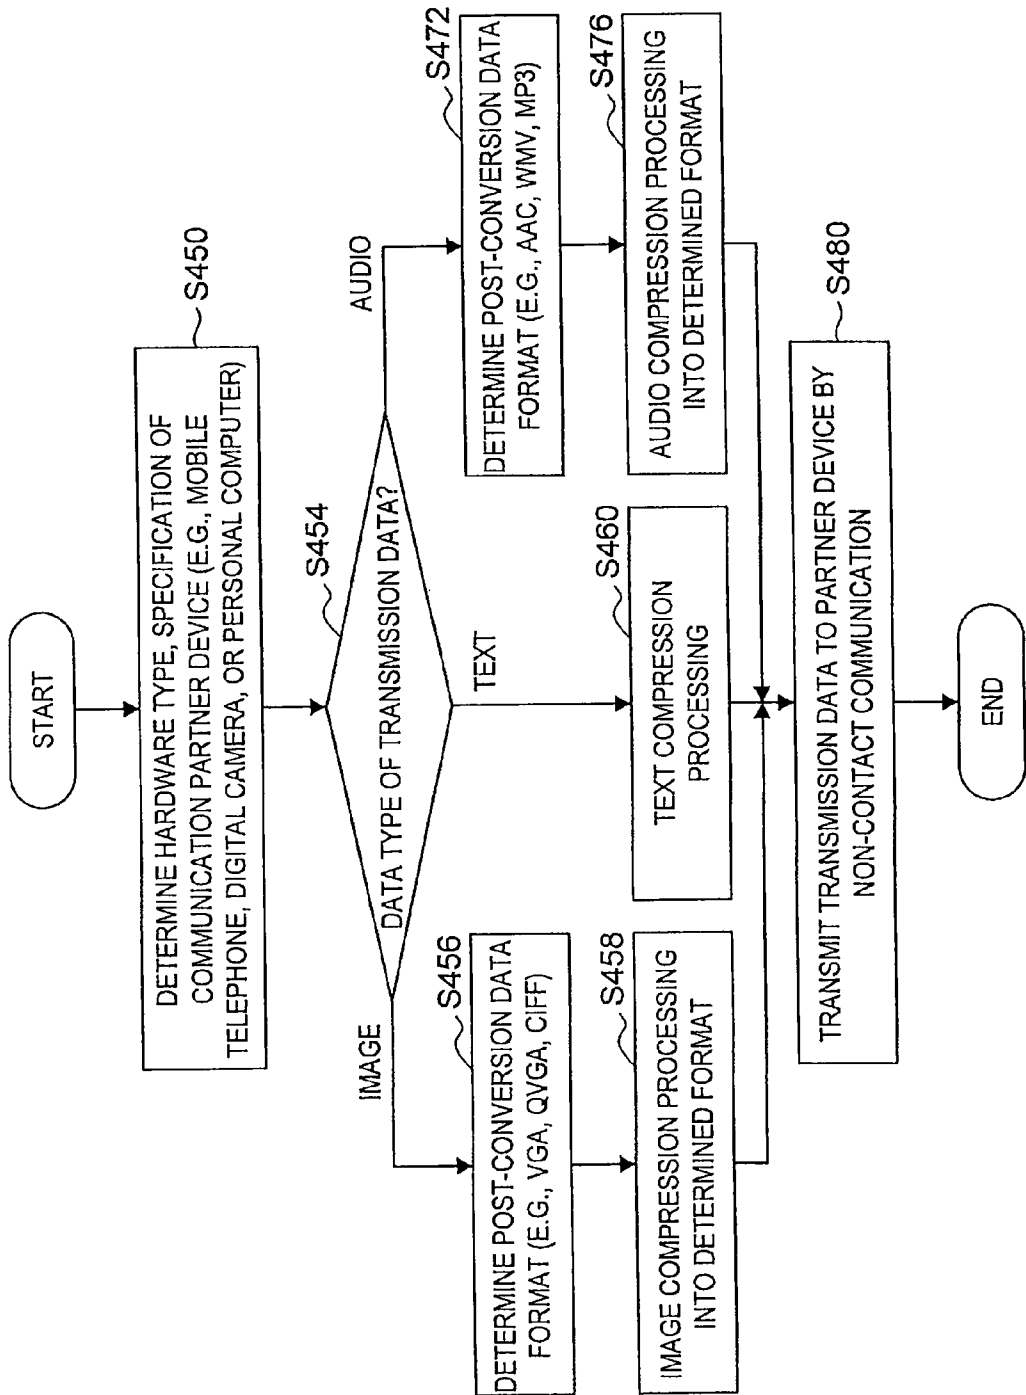 START
S450
DETERMINE HARDWARE TYPE, SPECIFICATION OF
COMMUNICATION PARTNER DEVICE (E.G., MOBILE
TELEPHONE, DIGITAL CAMERA, OR PERSONAL COMPUTER)
S454
DATA TYPE OF TRANSMISSION DATA?
IMAGE
TEXT
AUDIO
S456
DETERMINE POST-CONVERSION DATA
FORMAT (E.G., VGA, QVGA, CIFF)
S458
IMAGE COMPRESSION PROCESSING
INTO DETERMINED FORMAT
S460
TEXT COMPRESSION
PROCESSING
S472
DETERMINE POST-CONVERSION DATA
FORMAT (E.G., AAC, WMV, MP3)
S476
AUDIO COMPRESSION PROCESSING
INTO DETERMINED FORMAT
S480
TRANSMIT TRANSMISSION DATA TO PARTNER DEVICE BY
NON-CONTACT COMMUNICATION
END